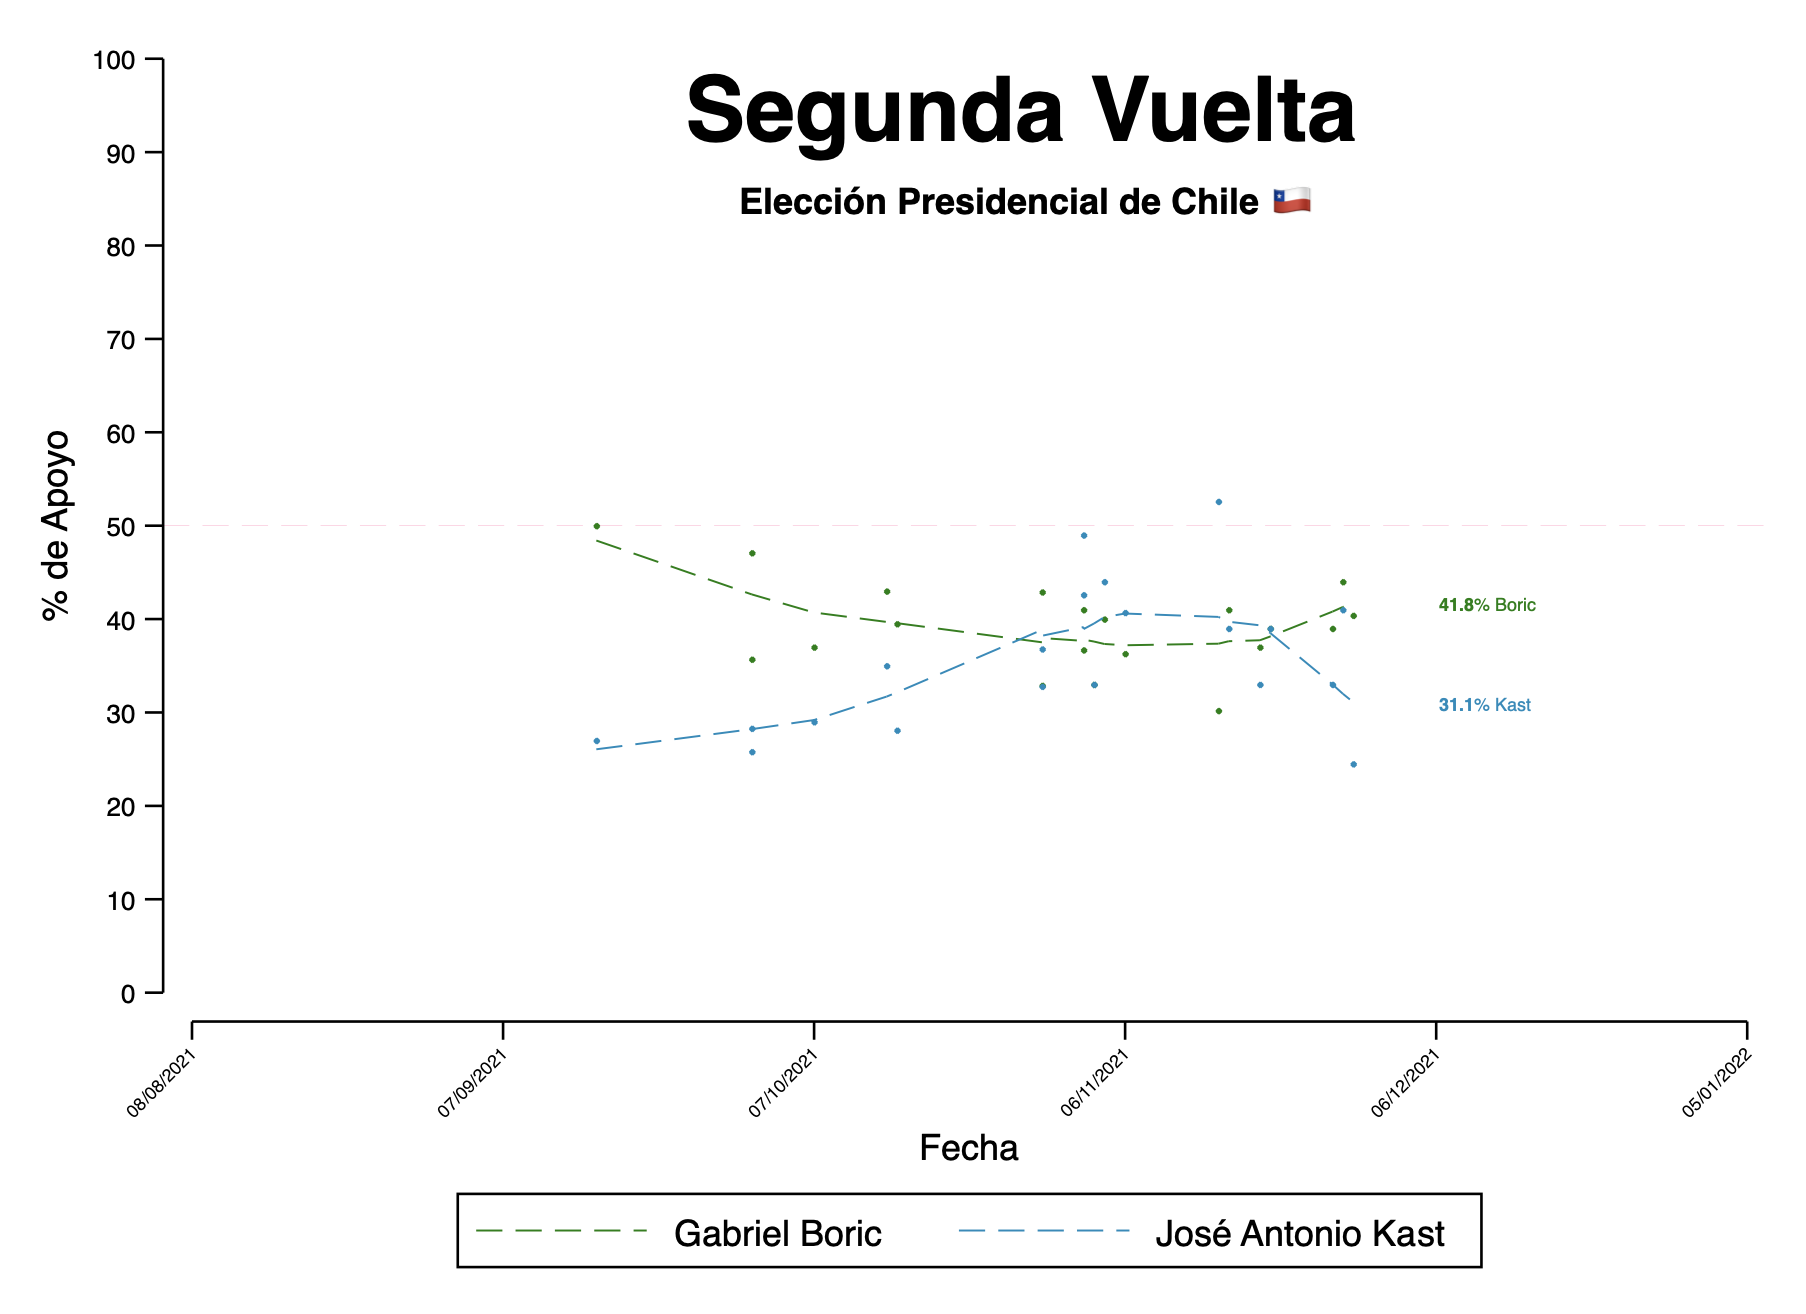 Segunda Vuelta
Elección Presidencial de Chile 🇨🇱
% de Apoyo
100
90
80
70
60
50
40
30
20
10
0
41.8% Boric
31.1% Kast
08/08/2021
07/09/2021
07/10/2021
06/11/2021
06/12/2021
05/01/2022
Fecha
Gabriel Boric
José Antonio Kast